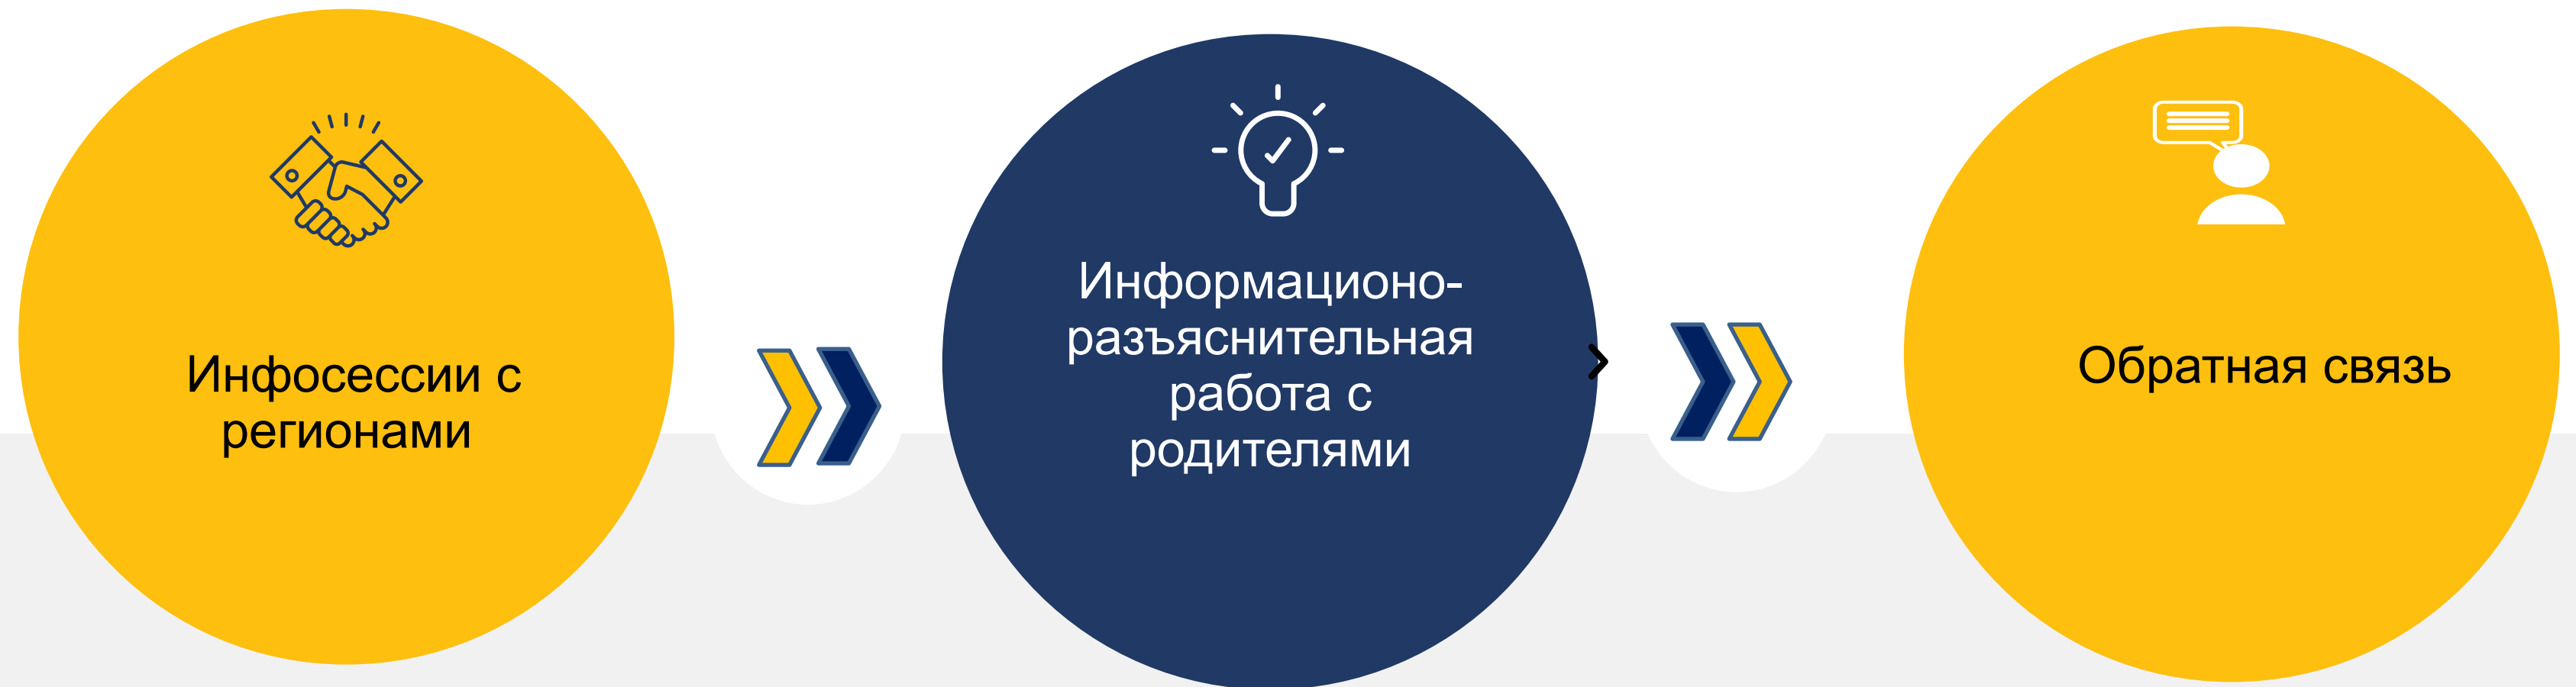 Инфосессии с
регионами
Информационо-
разъяснительная
работа с
родителями
Обратная связь